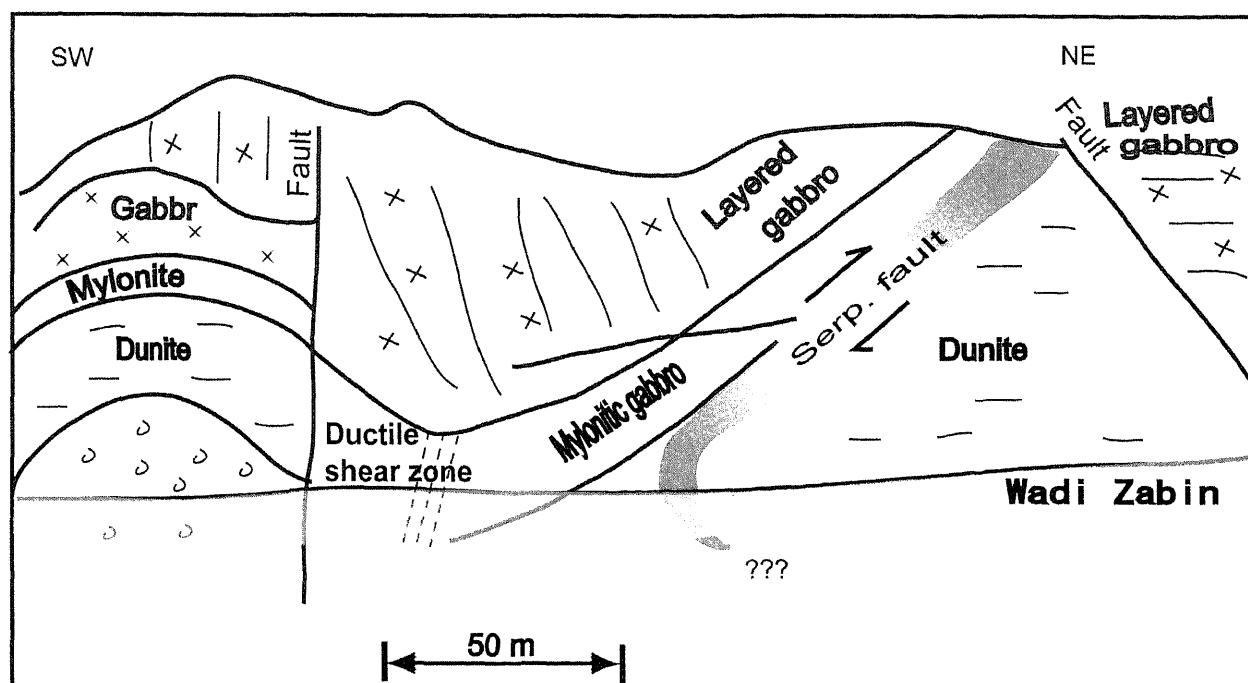 SW
NE
Fault
Gabbr
Mylonite
Dunite
Ductile
shear zone
Layered
gabbro
Mylonitic gabbro
Serp. fault
Dunite
Fault
Layered
gabbro
Wadi Zabin
???
50 m